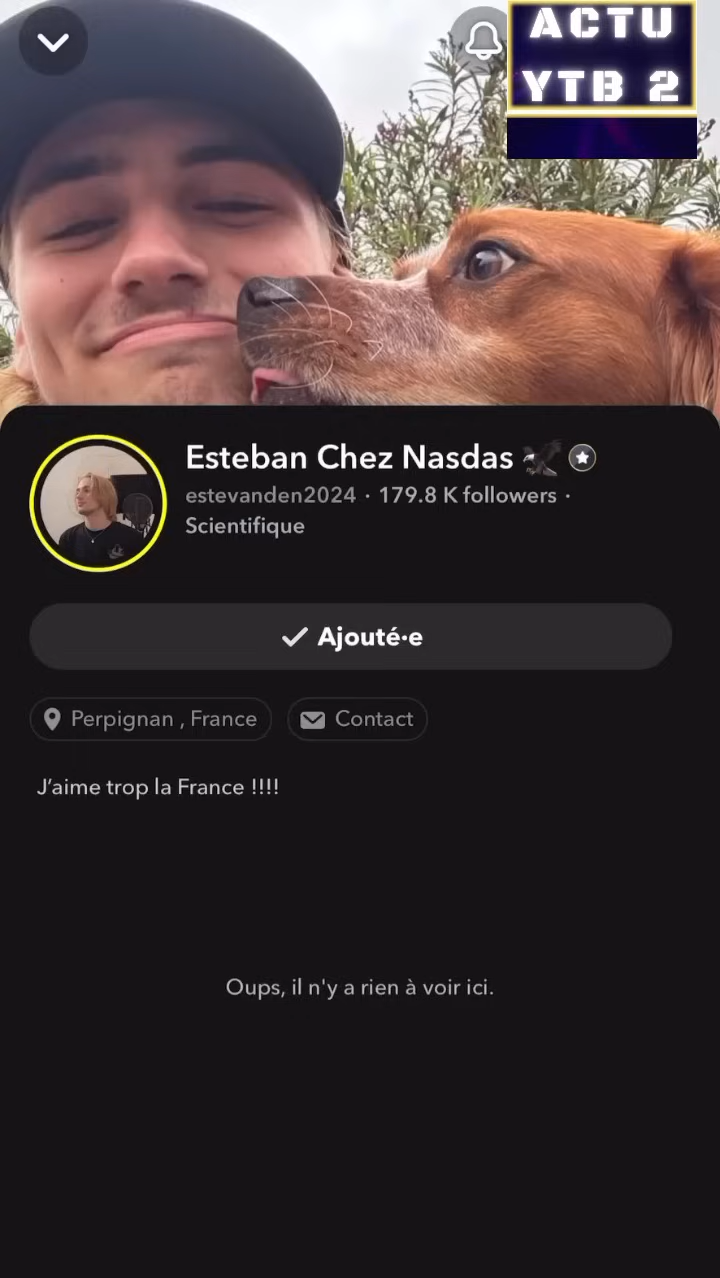 ACTU
YTB 2
Esteban Chez Nasdas
estevanden2024 · 179.8 K followers ·
Scientifique
Ajouté·e
Perpignan , France
Contact
J’aime trop la France !!!!
Oups, il n'y a rien à voir ici.